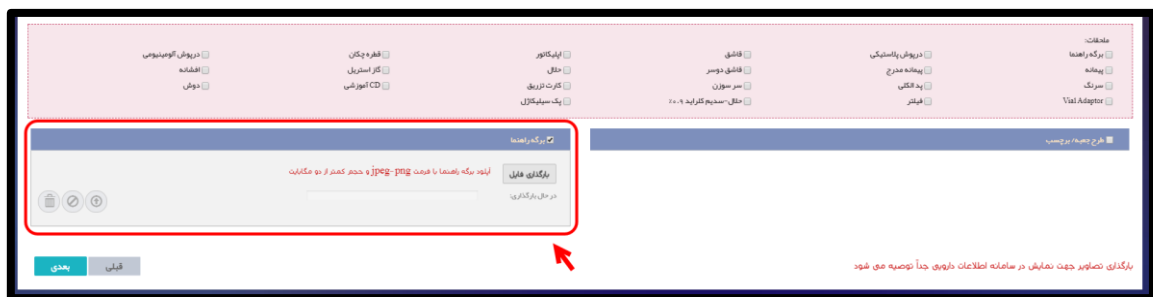 ملحقات:
برگه راهنما
درپوش پلاستیکی
قاشق
اپلیکاتور
قطره چکان
درپوش آلومینیومی
پیمانه
پیمانه مدرج
قاشق دوسر
حلال
گاز استریل
افشانه
سرنگ
پد الکلی
سر سوزن
کارت تزریق
CD آموزشی
دوش
Vial Adaptor
فیلتر
حلال-سدیم کلراید ۰.۹٪
پک سیلیکاژل
طرح جعبه/ برچسب
برگه راهنما
بارگذاری فایل
آپلود برگه راهنما با فرمت jpeg- png و حجم کمتر از دو مگابایت
در حال بارگذاری:
بارگذاری تصاویر جهت نمایش در سامانه اطلاعات دارویی جداً توصیه می شود
قبلی
بعدی